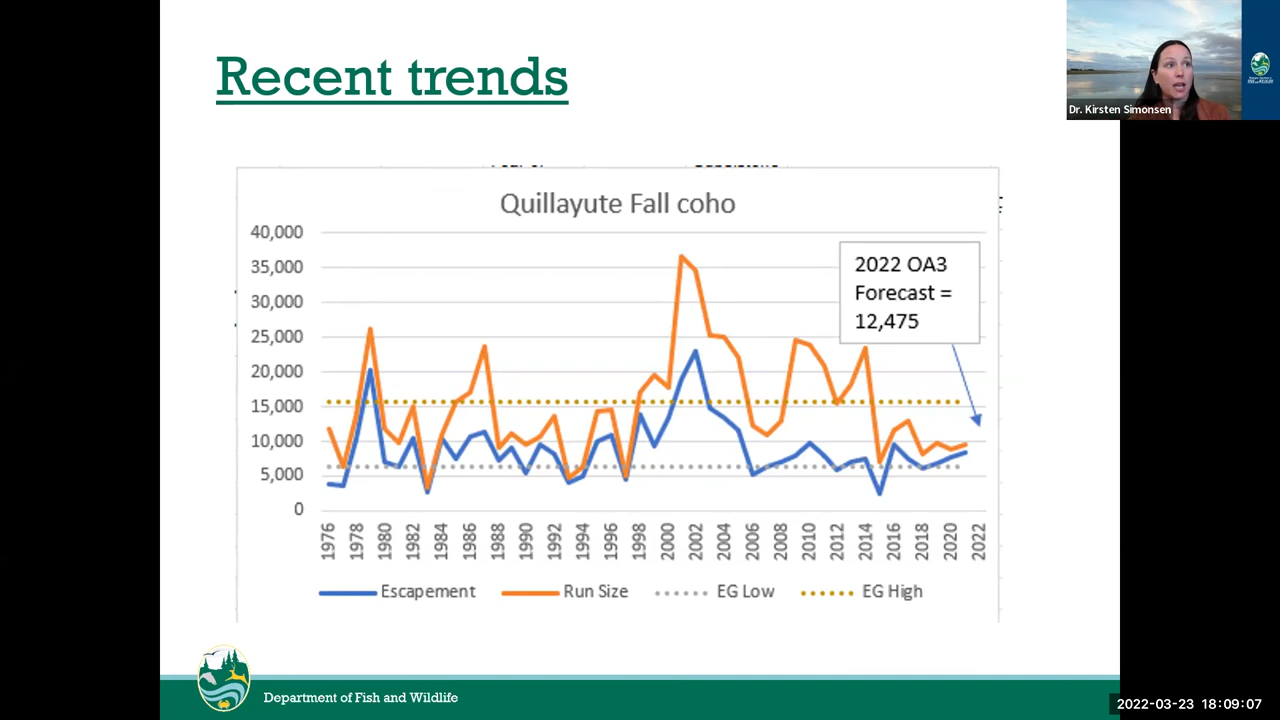 Recent trends
Dr. Kirsten Simonsen
Quillayute Fall coho
40,000
35,000
30,000
25,000
20,000
15,000
10,000
5,000
0
2022 OA3
Forecast =
12,475
1976 1978 1980 1982 1984 1986 1988 1990 1992 1994 1996 1998 2000 2002 2004 2006 2008 2010 2012 2014 2016 2018 2020 2022
Escapement Run Size EG Low EG High
Department of Fish and Wildlife
2022-03-23 18:09:07